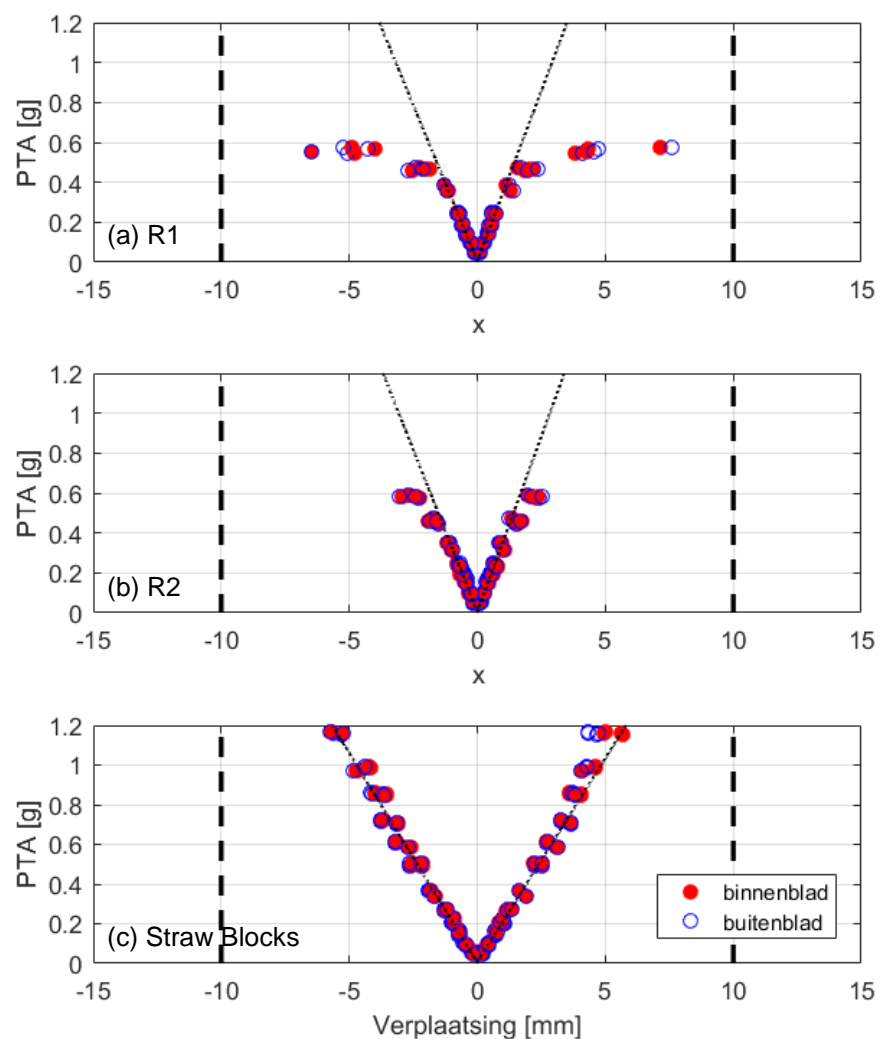 1.2
1
0.8
0.6
0.4
0.2
0
PTA [g]
(a) R1
-15 -10 -5 0 5 10 15
x
1.2
1
0.8
0.6
0.4
0.2
0
PTA [g]
(b) R2
-15 -10 -5 0 5 10 15
x
1.2
1
0.8
0.6
0.4
0.2
0
PTA [g]
(c) Straw Blocks
binnenblad
buitenblad
-15 -10 -5 0 5 10 15
Verplaatsing [mm]